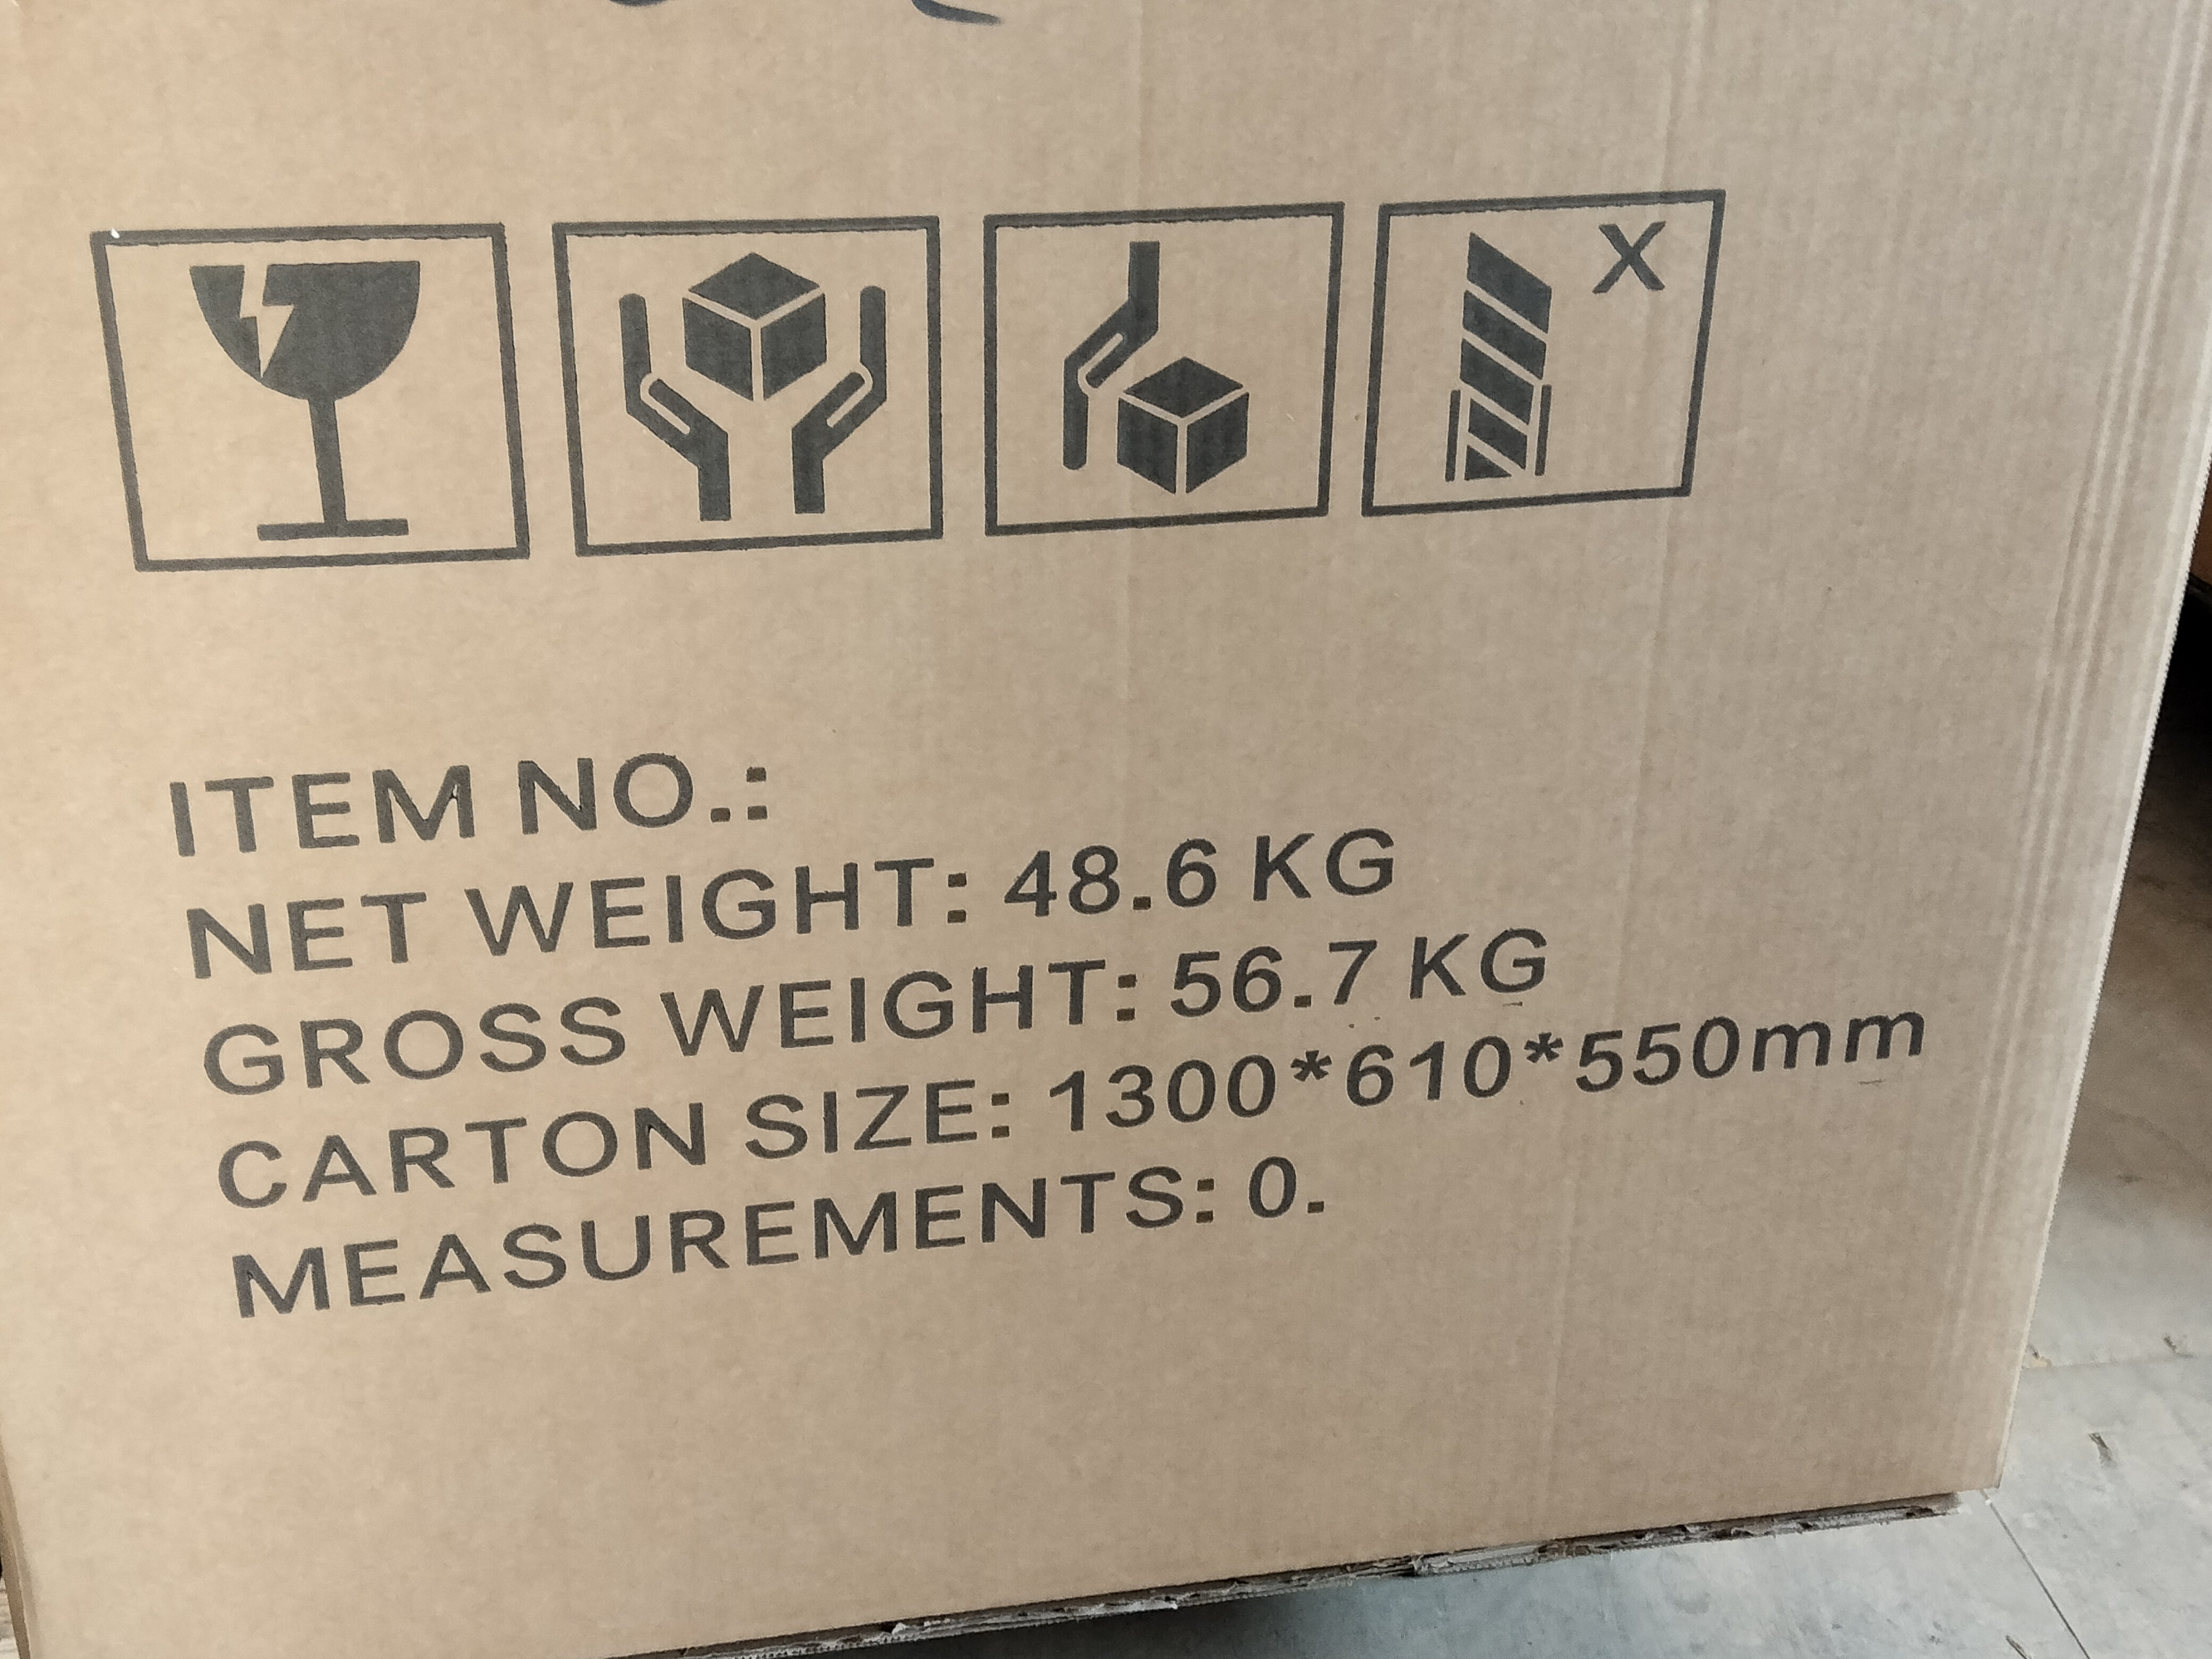 X
ITEM NO.:
NET WEIGHT: 48.6 KG
GROSS WEIGHT: 56.7 KG
CARTON SIZE: 1300*610*550mm
MEASUREMENTS: 0.